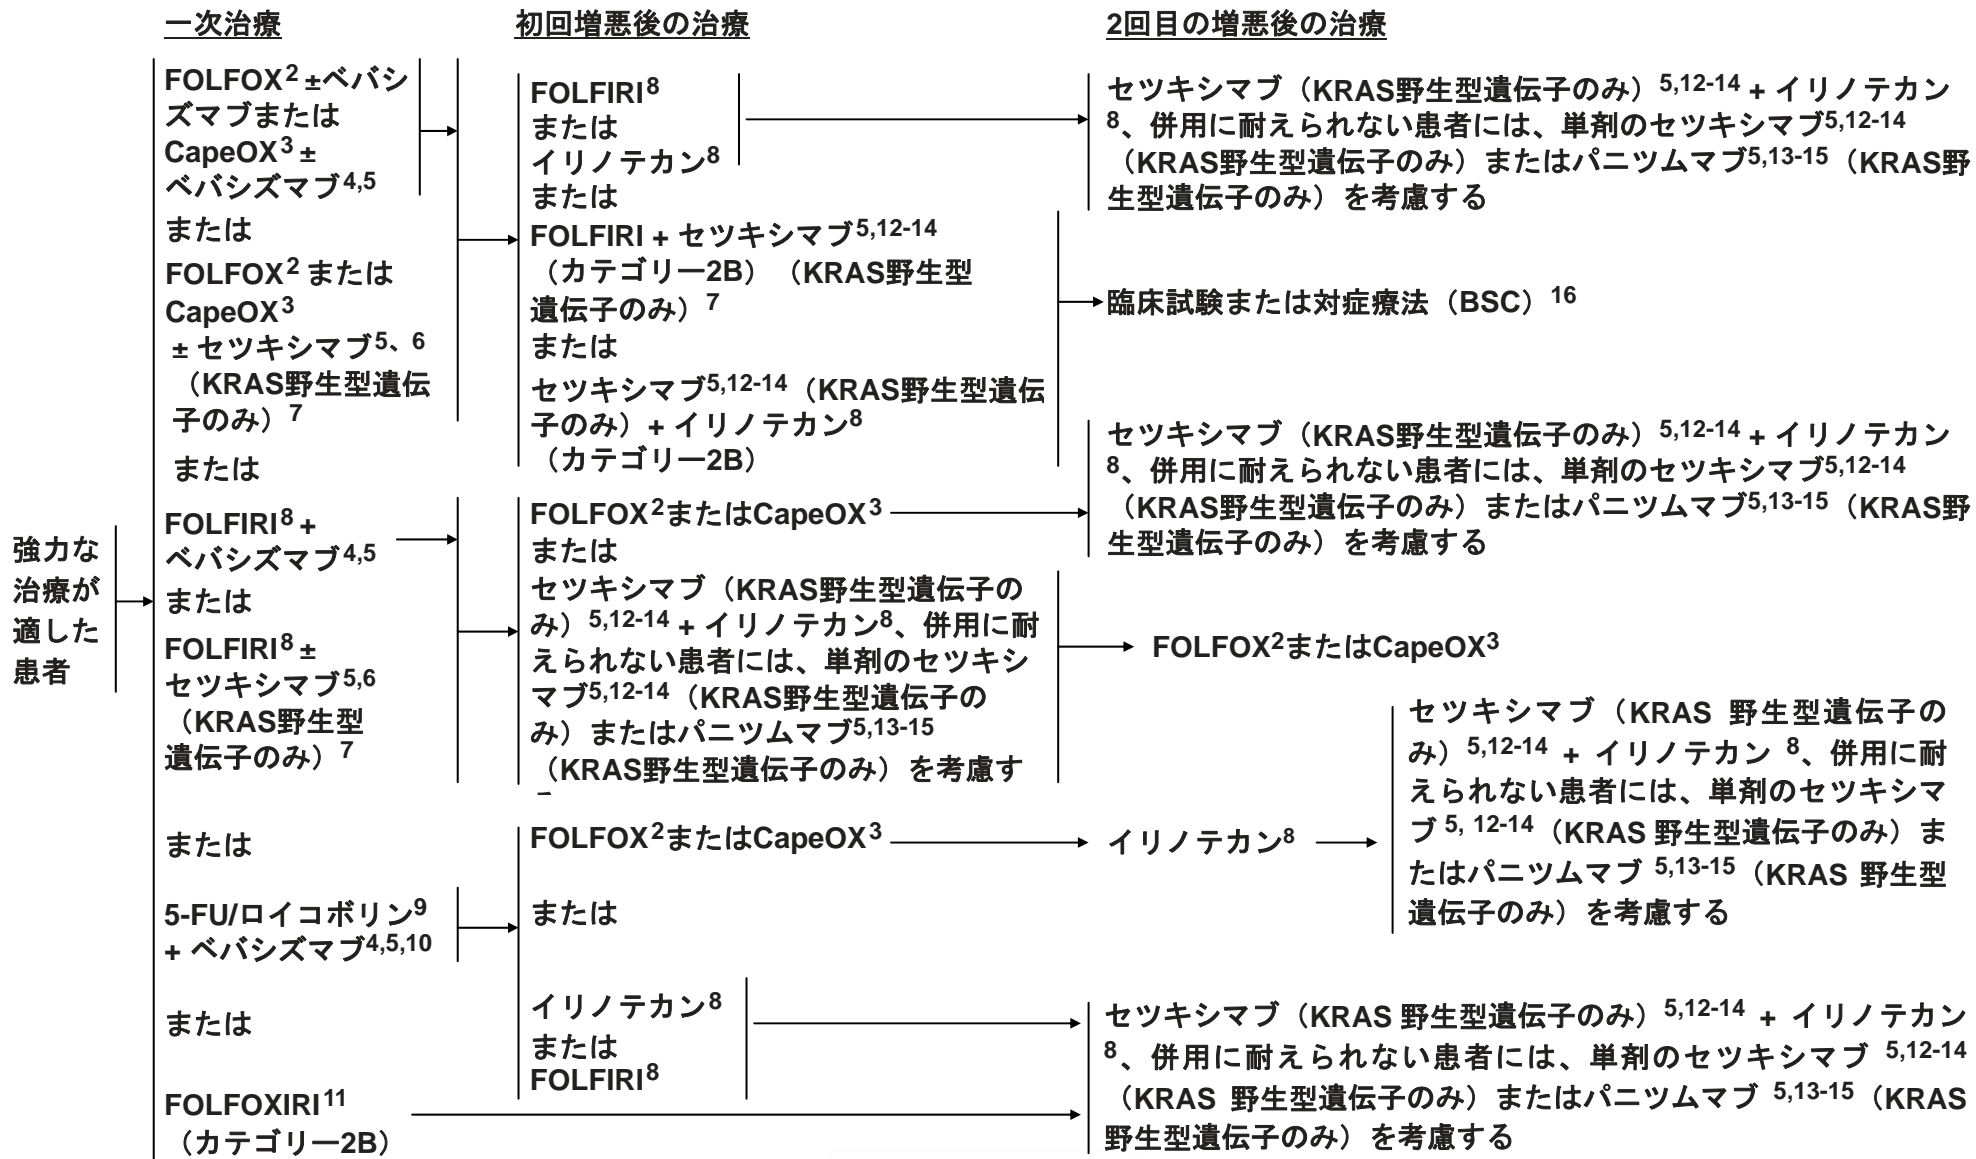 一次治療
初回増悪後の治療
2回目の増悪後の治療
強力な
治療が
適した
患者
FOLFOX2 ±ベバシ
ズマブまたは
CapeOX3 ±
ベバシズマブ4,5
または
FOLFOX2 または
CapeOX3
± セツキシマブ5、6
（KRAS野生型遺伝
子のみ）7
または
FOLFIRI8 +
ベバシズマブ4,5
または
FOLFIRI8 ±
セツキシマブ5,6
（KRAS野生型
遺伝子のみ）7
または
5-FU/ロイコボリン9
+ ベバシズマブ4,5,10
または
FOLFOXIRI11
（カテゴリー2B）
FOLFIRI8
または
イリノテカン8
または
FOLFIRI + セツキシマブ5,12-14
（カテゴリー2B）（KRAS野生型
遺伝子のみ）7
または
セツキシマブ5,12-14（KRAS野生型遺伝
子のみ）+ イリノテカン8
（カテゴリー2B）
FOLFOX2またはCapeOX3
または
セツキシマブ（KRAS野生型遺伝子の
み）5,12-14 + イリノテカン8、併用に耐
えられない患者には、単剤のセツキシ
マブ5,12-14（KRAS野生型遺伝子の
み）またはパニツムマブ5,13-15
（KRAS野生型遺伝子のみ）を考慮す
FOLFOX2またはCapeOX3
または
イリノテカン8
または
FOLFIRI8
セツキシマブ（KRAS野生型遺伝子のみ）5,12-14 + イリノテカン
8、併用に耐えられない患者には、単剤のセツキシマブ5,12-14
（KRAS野生型遺伝子のみ）またはパニツムマブ5,13-15（KRAS野
生型遺伝子のみ）を考慮する
臨床試験または対症療法（BSC）16
セツキシマブ（KRAS野生型遺伝子のみ）5,12-14 + イリノテカン
8、併用に耐えられない患者には、単剤のセツキシマブ5,12-14
（KRAS野生型遺伝子のみ）またはパニツムマブ5,13-15（KRAS野
生型遺伝子のみ）を考慮する
FOLFOX2またはCapeOX3
イリノテカン8
セツキシマブ（KRAS 野生型遺伝子の
み）5,12-14 + イリノテカン 8、併用に耐
えられない患者には、単剤のセツキシマ
ブ 5, 12-14（KRAS 野生型遺伝子のみ）ま
たはパニツムマブ 5,13-15（KRAS 野生型
遺伝子のみ）を考慮する
セツキシマブ（KRAS 野生型遺伝子のみ）5,12-14 + イリノテカン
8、併用に耐えられない患者には、単剤のセツキシマブ 5,12-14
（KRAS 野生型遺伝子のみ）またはパニツムマブ 5,13-15（KRAS
野生型遺伝子のみ）を考慮する